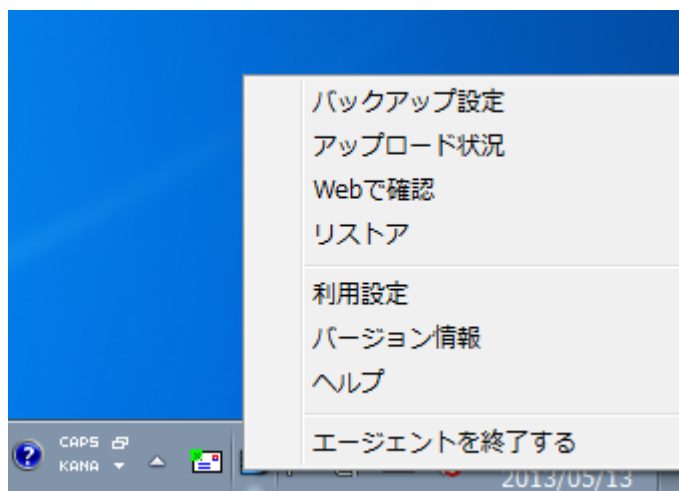 バックアップ設定
アップロード状況
Webで確認
リストア
利用設定
バージョン情報
ヘルプ
エージェントを終了する
?
CAPS
KANA
2013/05/13